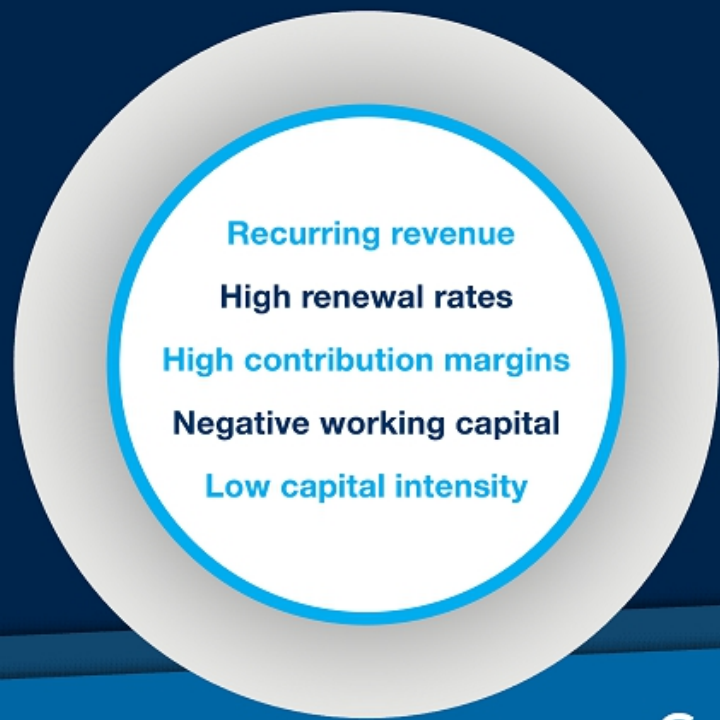 Recurring revenue
High renewal rates
High contribution margins
Negative working capital
Low capital intensity